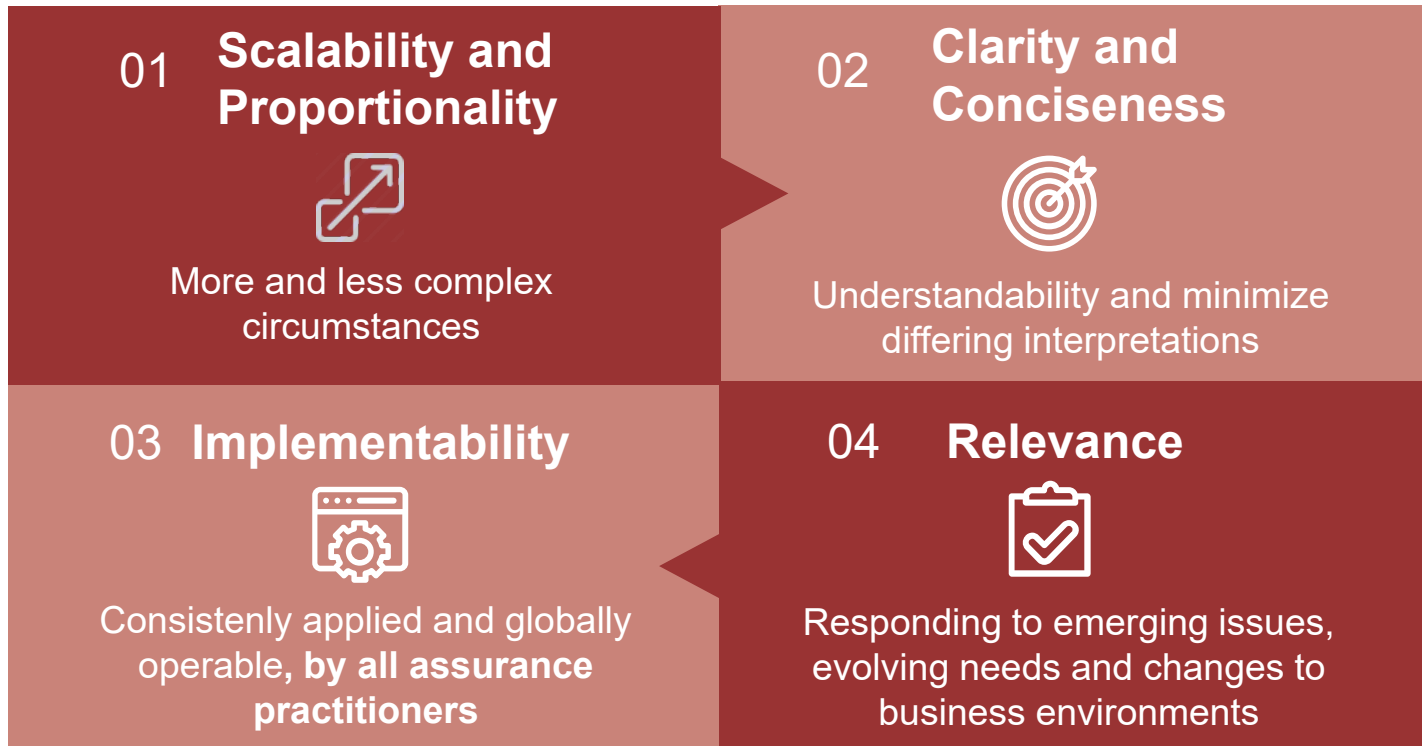 01
Scalability and
Proportionality
More and less complex
circumstances
02
Clarity and
Conciseness
Understandability and minimize
differing interpretations
03 Implementability
Consistenly applied and globally
operable, by all assurance
practitioners
04 Relevance
Responding to emerging issues,
evolving needs and changes to
business environments